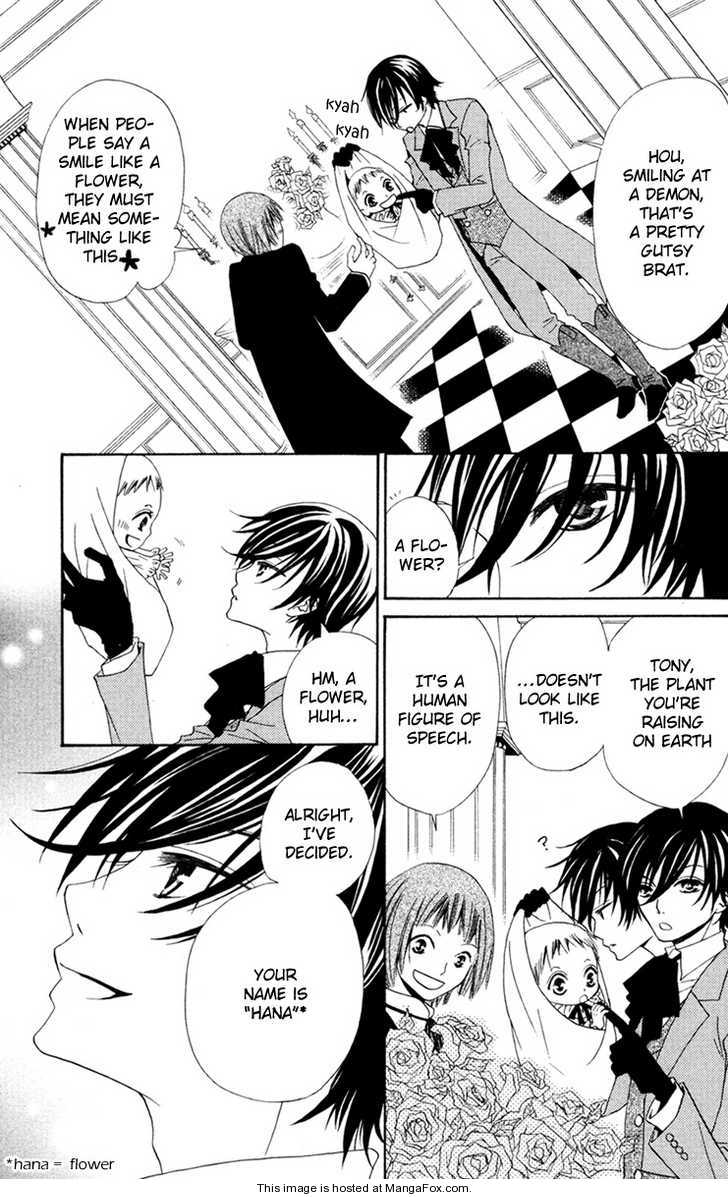 HOU,
SMILING AT
A DEMON,
THAT'S
A PRETTY
GUTSY
BRAT.
kyah
kyah
WHEN PEO-
PLE SAY A
SMILE LIKE A
FLOWER,
THEY MUST
MEAN SOME-
THING LIKE
THIS
A FLO-
WER?
HM, A
FLOWER,
HUH...
TONY,
THE PLANT
YOU'RE
RAISING
ON EARTH
...DOESN'T
LOOK LIKE
THIS.
IT'S A
HUMAN
FIGURE OF
SPEECH.
?
ALRIGHT,
I'VE
DECIDED.
YOUR
NAME IS
"HANA"*
*hana = flower
This image is hosted at MangaFox.com.